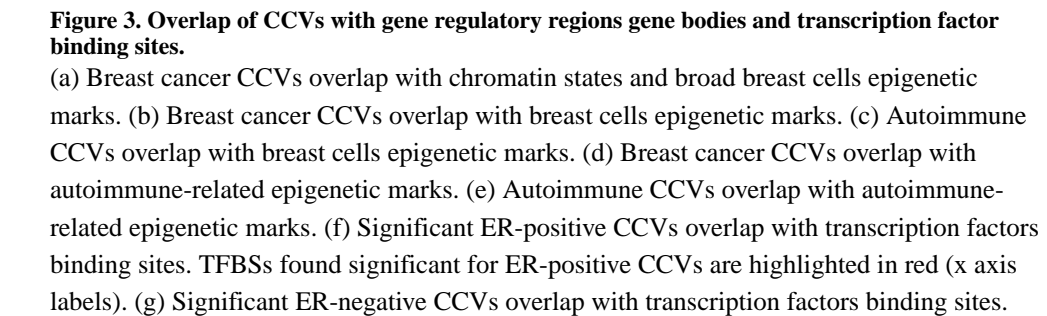 Figure 3. Overlap of CCVs with gene regulatory regions gene bodies and transcription factor
binding sites.
(a) Breast cancer CCVs overlap with chromatin states and broad breast cells epigenetic
marks. (b) Breast cancer CCVs overlap with breast cells epigenetic marks. (c) Autoimmune
CCVs overlap with breast cells epigenetic marks. (d) Breast cancer CCVs overlap with
autoimmune-related epigenetic marks. (e) Autoimmune CCVs overlap with autoimmune-
related epigenetic marks. (f) Significant ER-positive CCVs overlap with transcription factors
binding sites. TFBSs found significant for ER-positive CCVs are highlighted in red (x axis
labels). (g) Significant ER-negative CCVs overlap with transcription factors binding sites.